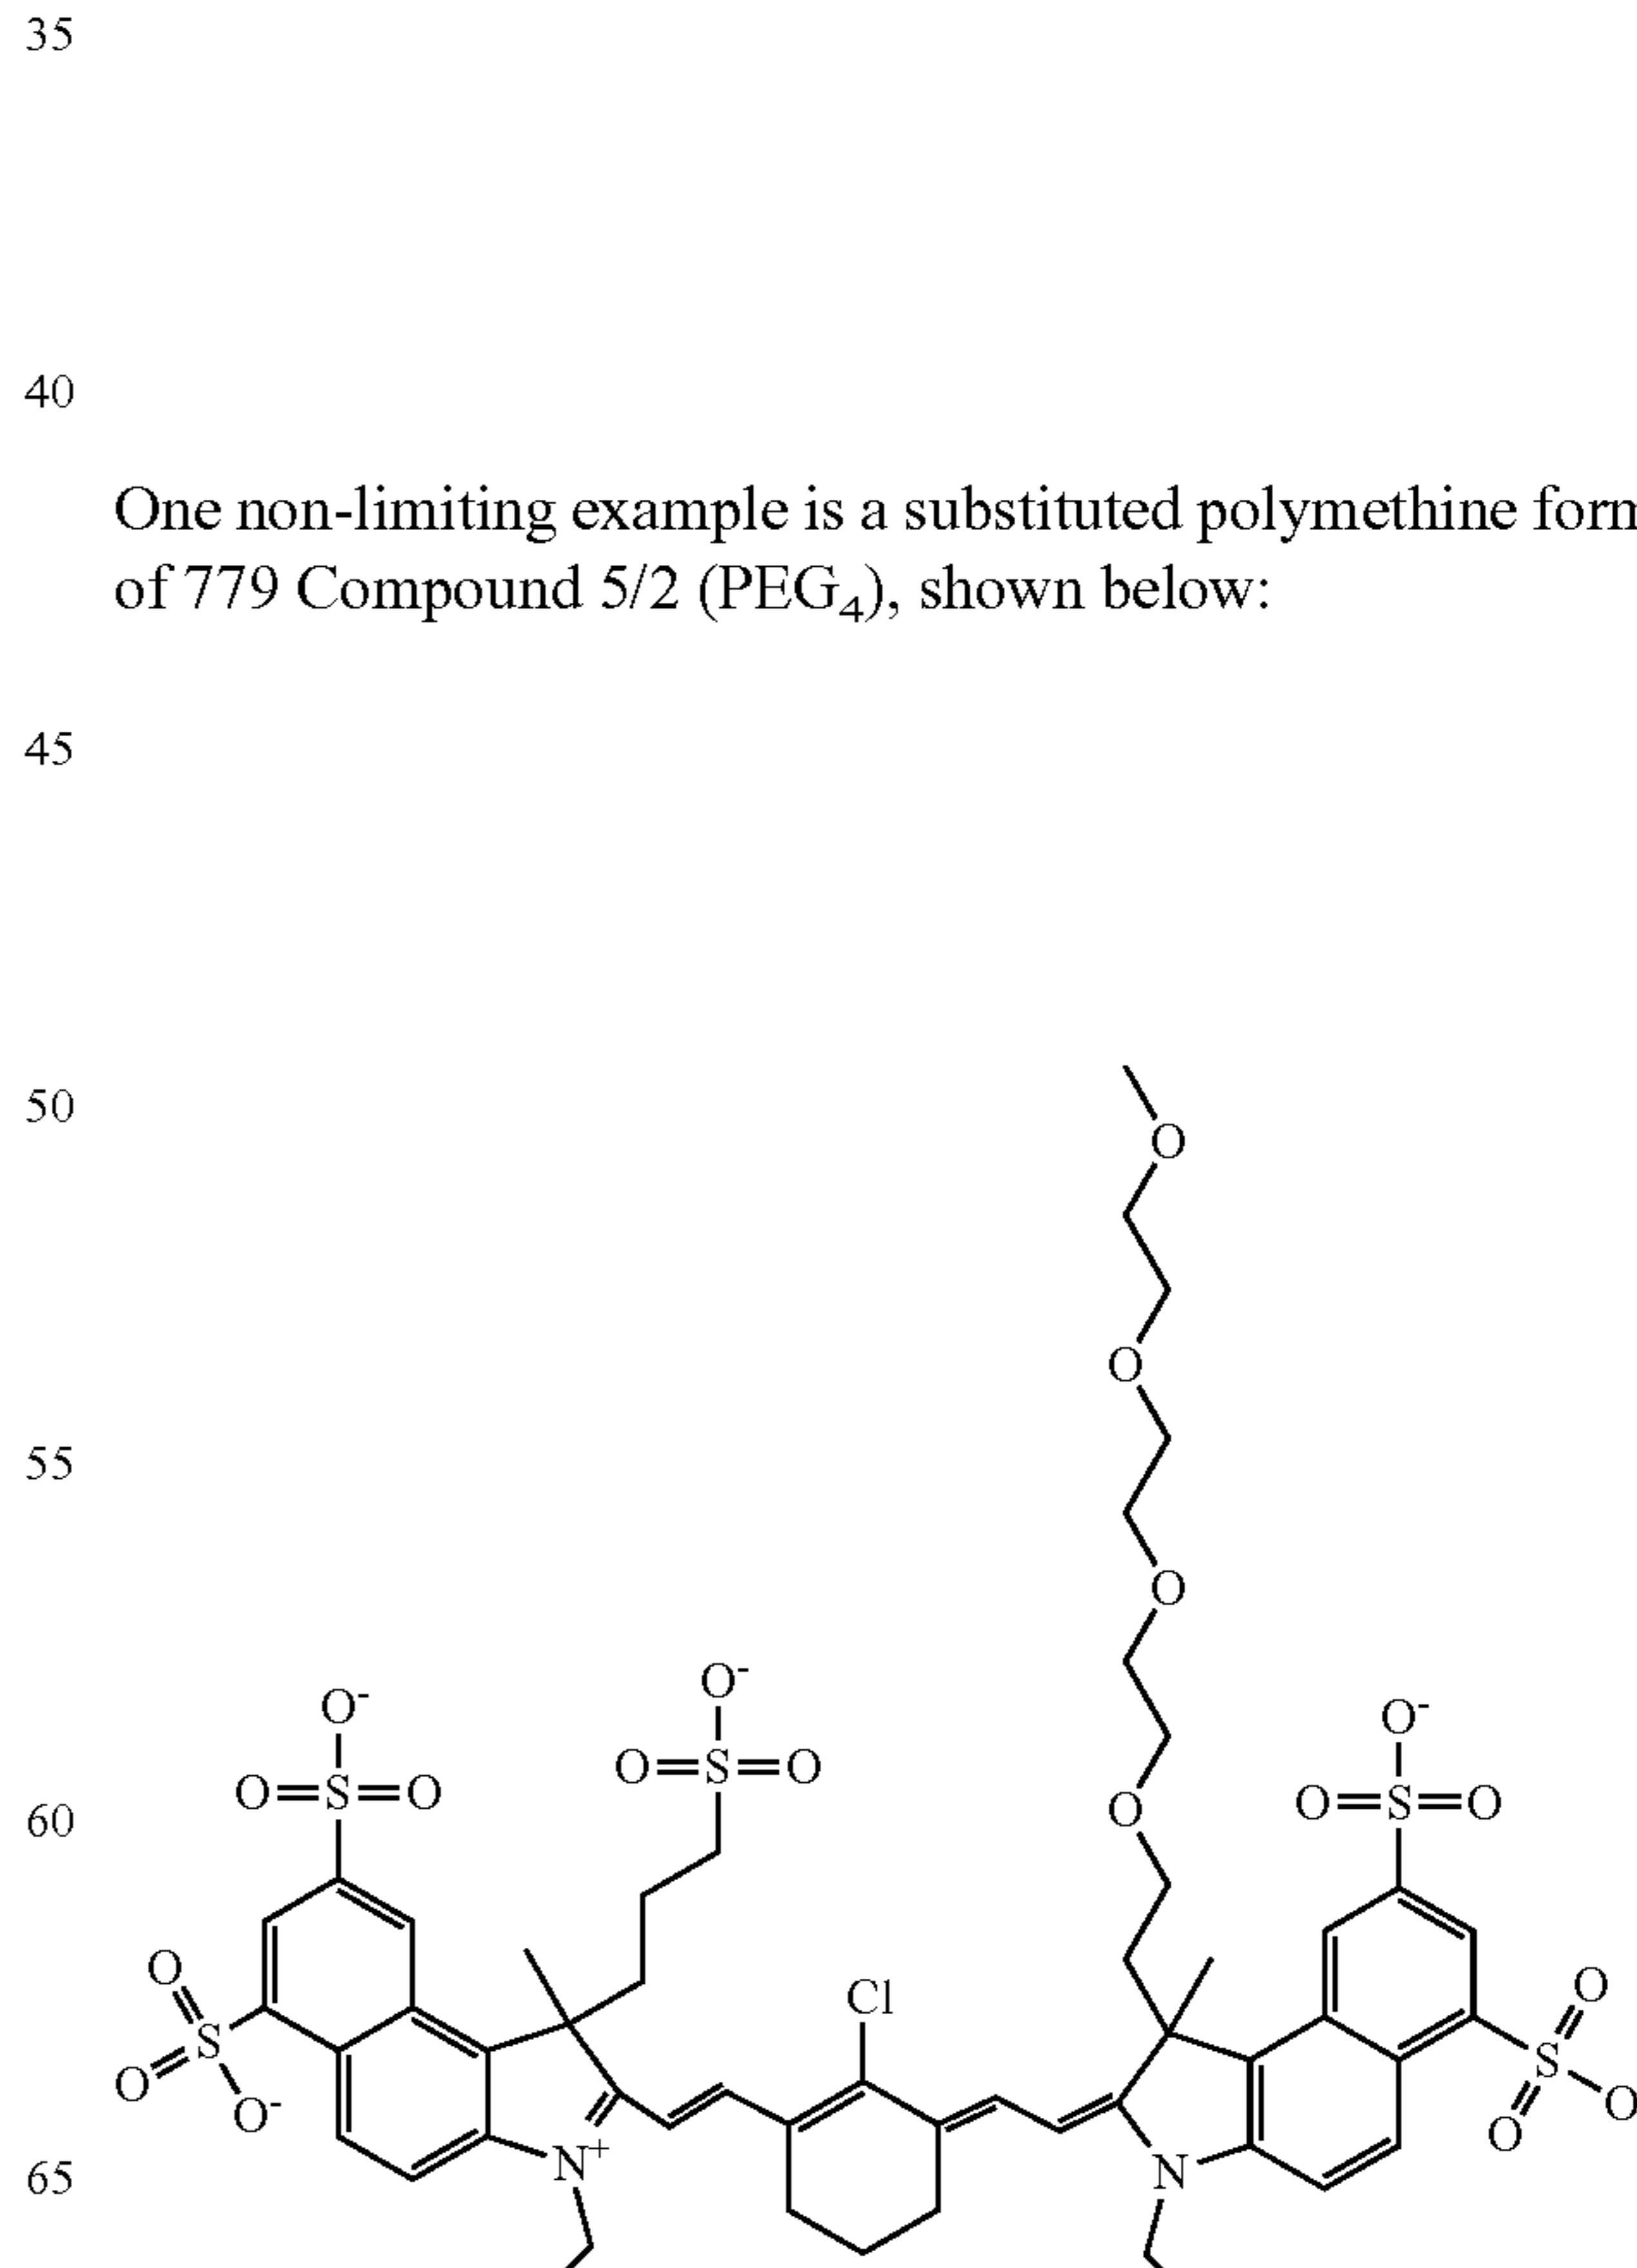 35
40
One non-limiting example is a substituted polymethine form
of 779 Compound 5/2 (PEG₄), shown below:
45
50
O
O
55
O
O⁻
O⁻
O⁻
O=S=O
O=S=O
O
O=S=O
60
O
Cl
O
S
S
O
O
O⁻
O
N⁺
N
65